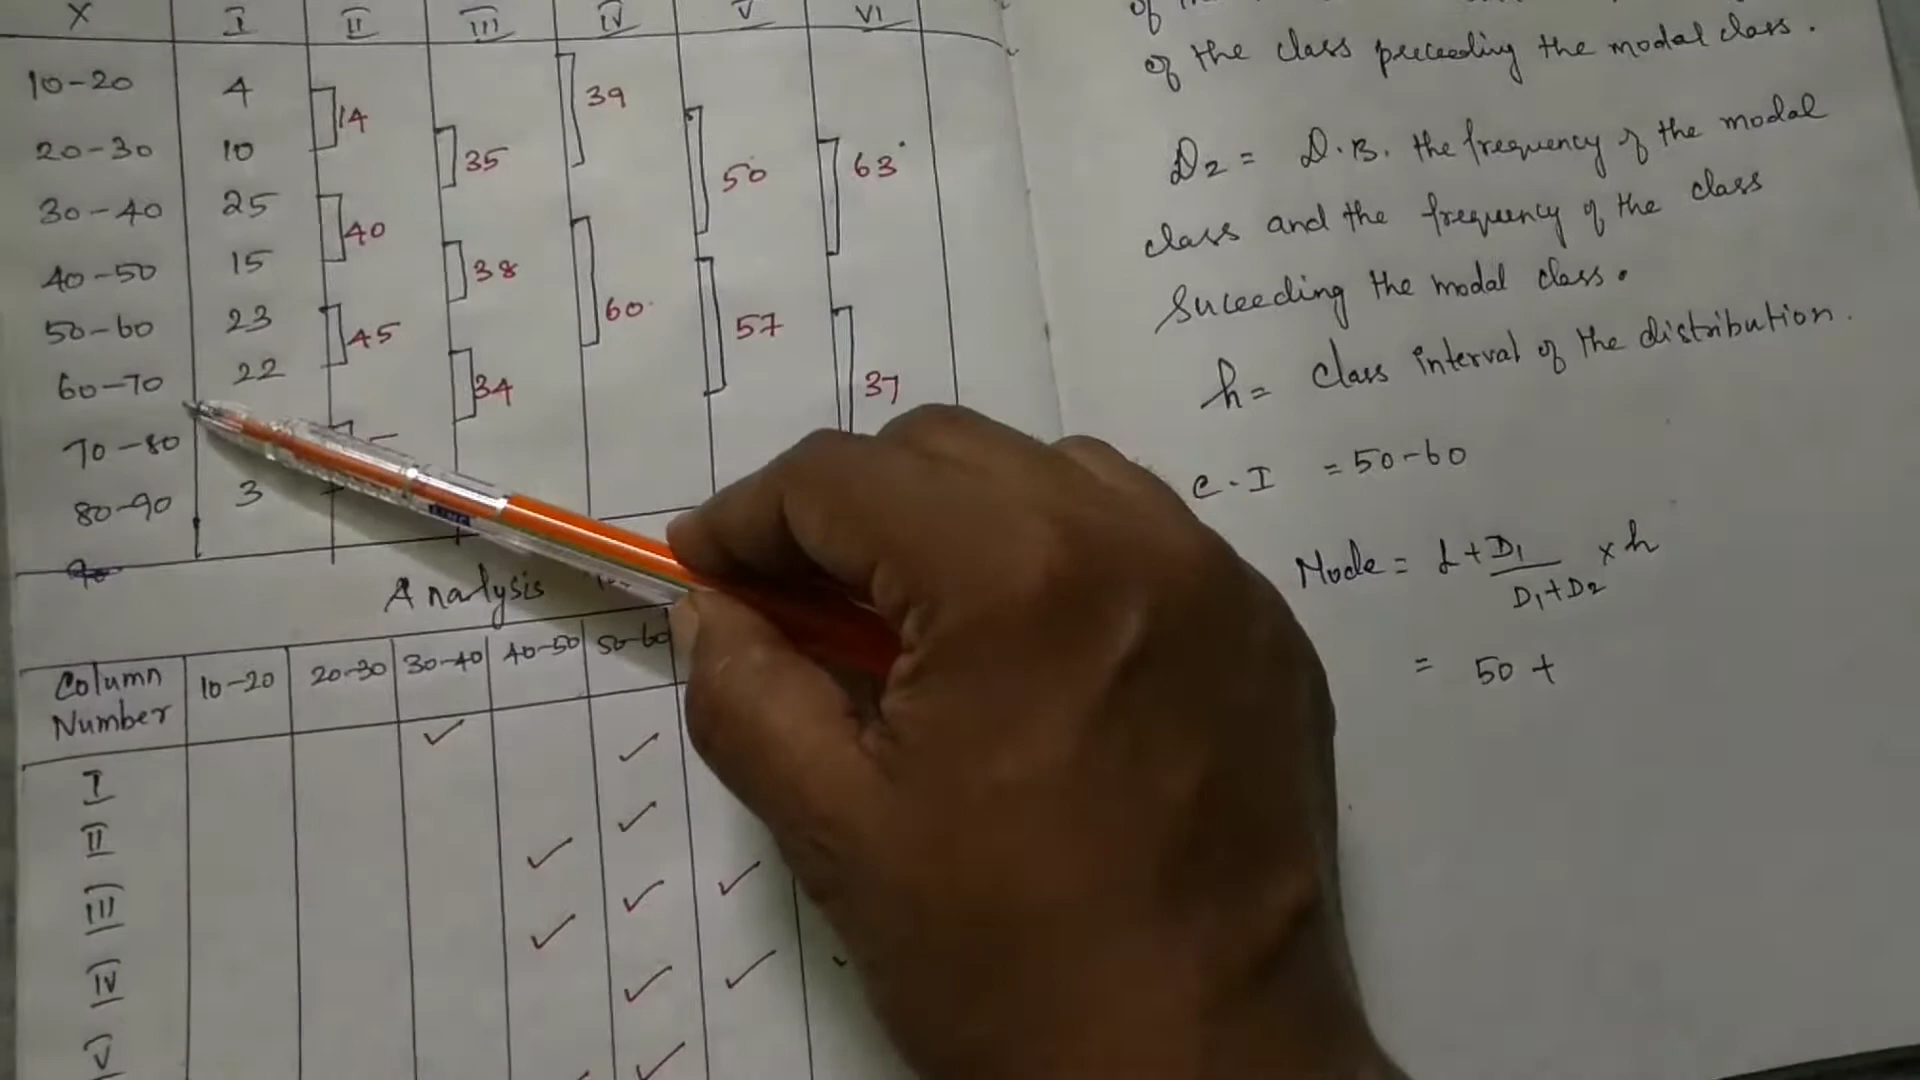 X I II III IV V VI
10-20 4
14
39
20-30 10
35
50
63
30-40 25
40
40-50 15
38
60
50-60 23
45
57
60-70 22
34
37
70-80
80-90 3
Analysis
Column Number 10-20 20-30 30-40 40-50 50-60
I ✓ ✓
II ✓
III ✓ ✓ ✓
IV ✓ ✓ ✓
V ✓
of the class preceeding the modal class.
D2 = D.B. the frequency of the modal
class and the frequency of the class
Suceeding the modal class.
h = Class interval of the distribution.
C.I = 50-60
Mode = L + D1 / D1+D2 x h
= 50 +